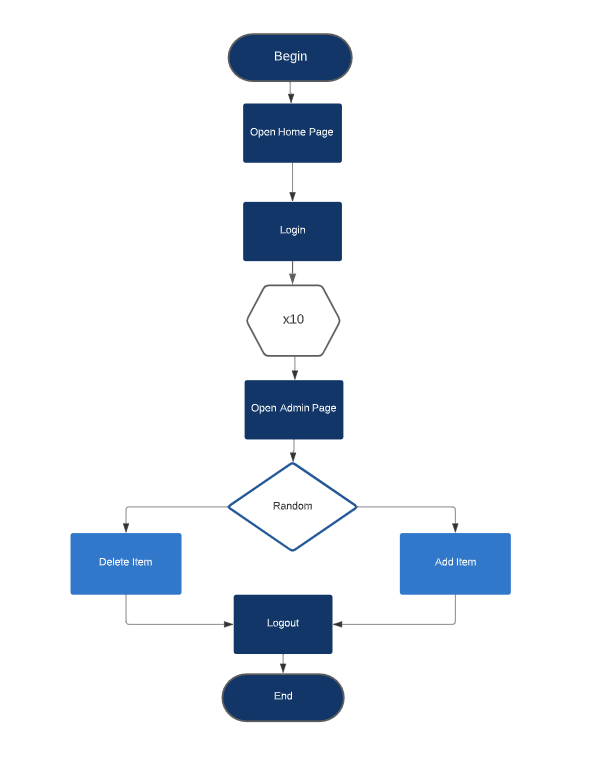 Begin
Open Home Page
Login
x10
Open Admin Page
Random
Delete Item
Add Item
Logout
End